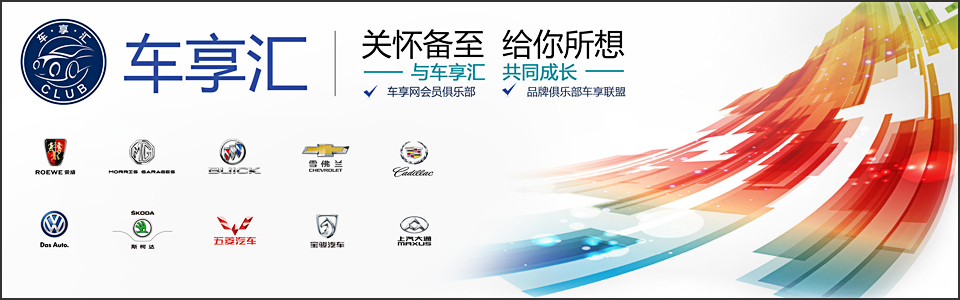 车·享·汇
CLUB
车享汇
关怀备至 给你所想
与车享汇 共同成长
车享网会员俱乐部 品牌俱乐部车享联盟
ROEWE 荣威
MG
MORRIS GARAGES
BUICK
雪佛兰
CHEVROLET
Cadillac
Das Auto.
ŠKODA
斯柯达
五菱汽车
宝骏汽车
上汽大通
MAXUS